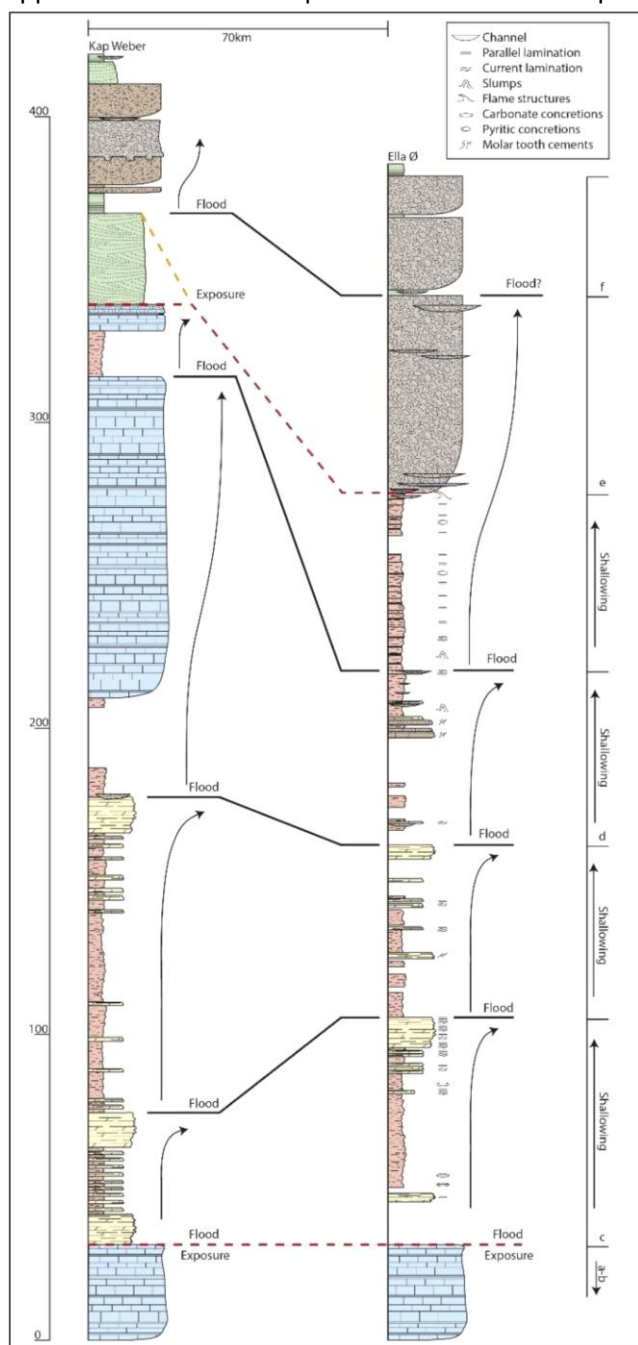 70km
Kap Weber
Channel
Parallel lamination
Current lamination
Slumps
Flame structures
Carbonate concretions
Pyritic concretions
Molar tooth cements
400
Ella Ø
Flood
Flood?
f
Exposure
Flood
300
e
Shallowing
Flood
Shallowing
200
Flood
Flood
d
Shallowing
100
Flood
Flood
Shallowing
Flood
Exposure
Flood
Exposure
c
a-b
0